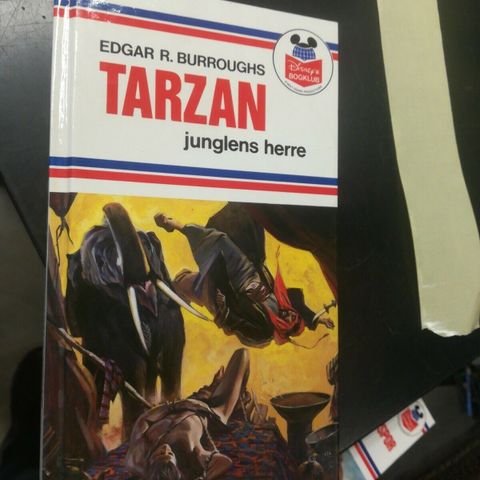 EDGAR R. BURROUGHS
TARZAN
junglens herre
Disney's
BOGKLUB